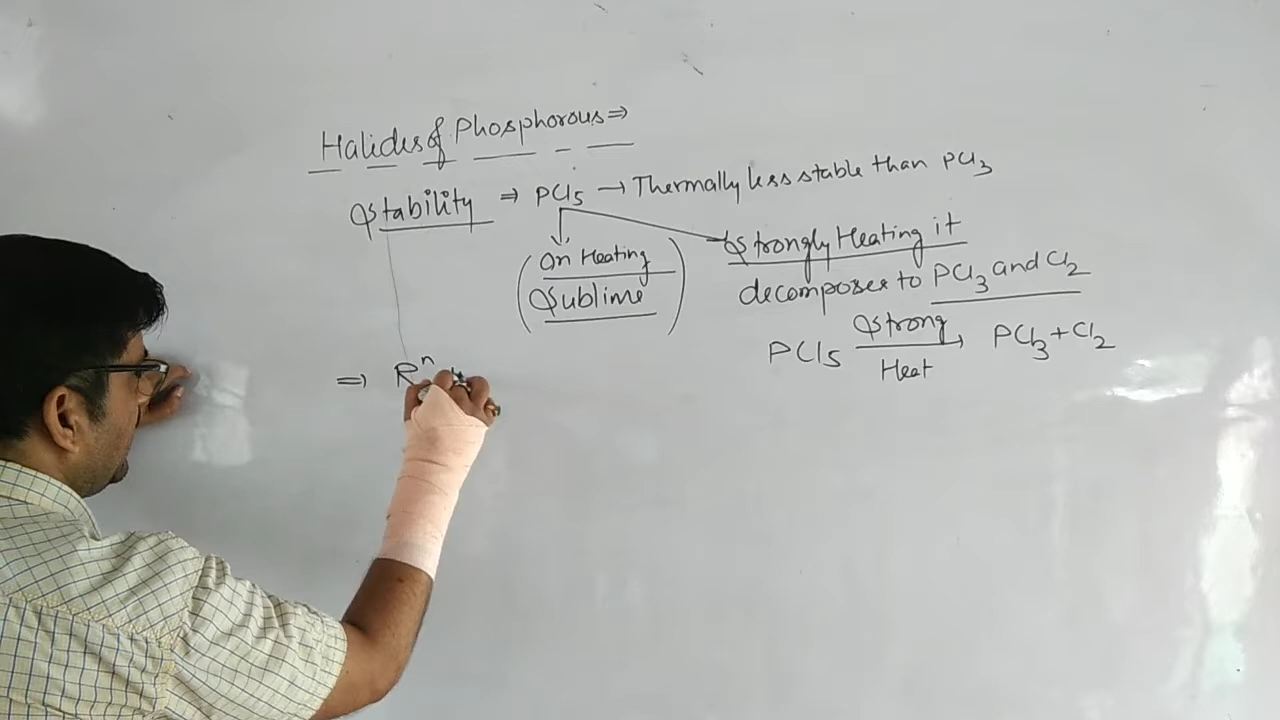 Halides of Phosphorous ⇒
Stability ⇒ PCl5 → Thermally less stable than PCl3
On Heating
Sublime
Strongly Heating it
decomposes to PCl3 and Cl2
PCl5 Strong Heat → PCl3 + Cl2
⇒ Rn